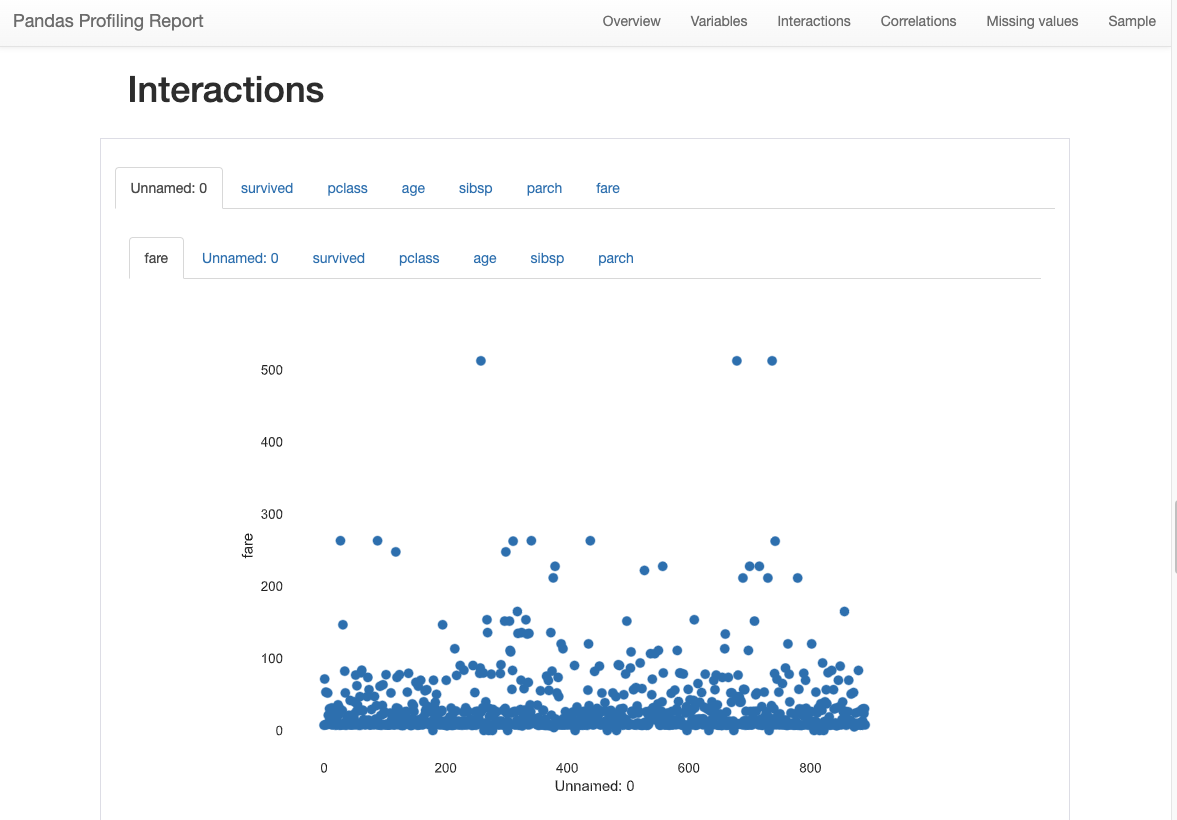 Pandas Profiling Report Overview Variables Interactions Correlations Missing values Sample
Interactions
Unnamed: 0 survived pclass age sibsp parch fare
fare Unnamed: 0 survived pclass age sibsp parch
500
400
300
fare
200
100
0
0 200 400 600 800
Unnamed: 0